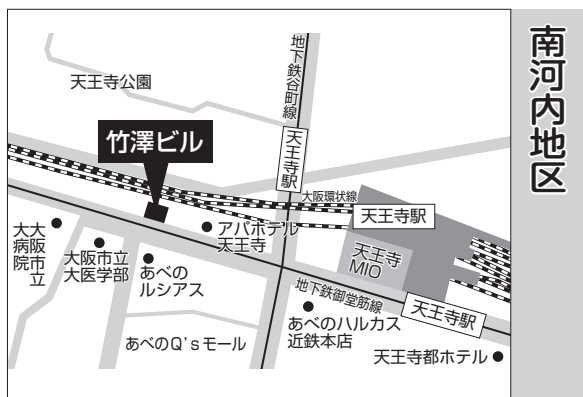 南河内地区
天王寺公園
地下鉄谷町線
天王寺駅
竹澤ビル
大阪環状線
天王寺駅
アパホテル
天王寺
天王寺
MIO
大阪市立
大病院
大阪市立
大医学部
あべの
ルシアス
地下鉄御堂筋線
天王寺駅
あべのハルカス
近鉄本店
あべのQ'sモール
天王寺都ホテル